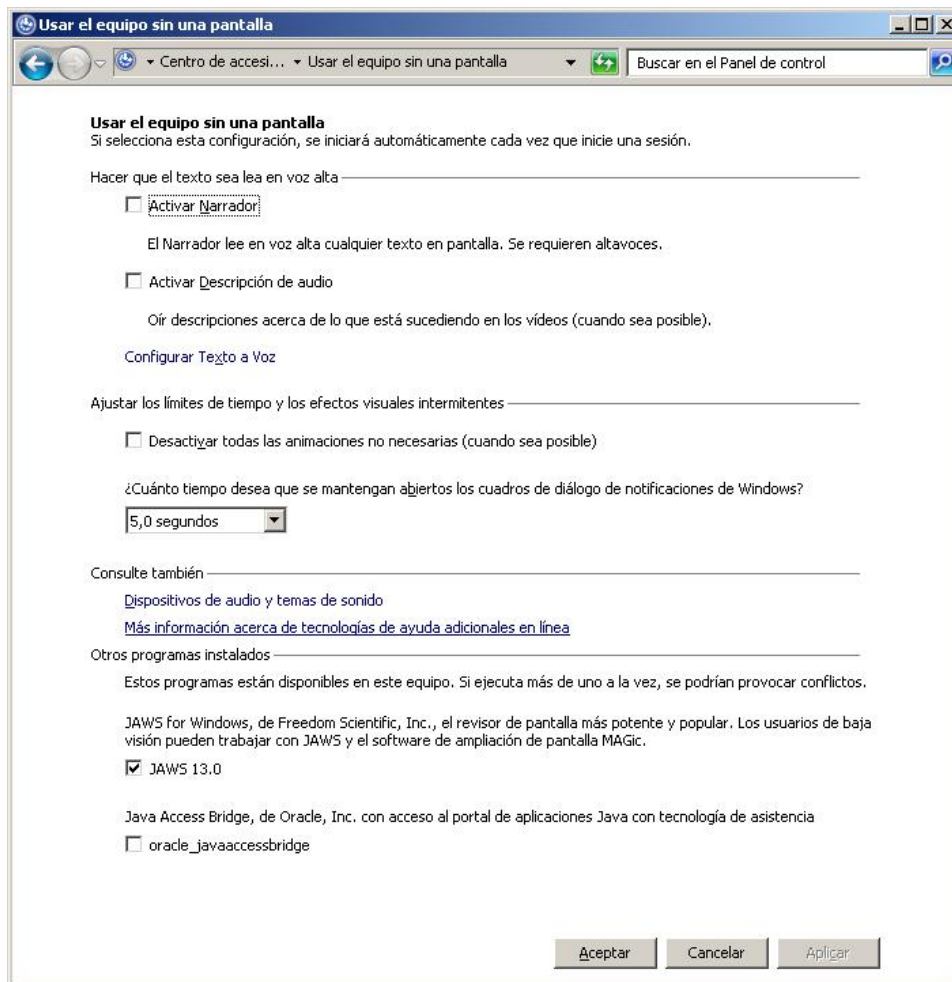 Usar el equipo sin una pantalla
Centro de accesi... Usar el equipo sin una pantalla
Buscar en el Panel de control
Usar el equipo sin una pantalla
Si selecciona esta configuración, se iniciará automáticamente cada vez que inicie una sesión.
Hacer que el texto sea lea en voz alta
Activar Narrador
El Narrador lee en voz alta cualquier texto en pantalla. Se requieren altavoces.
Activar Descripción de audio
Oír descripciones acerca de lo que está sucediendo en los vídeos (cuando sea posible).
Configurar Texto a Voz
Ajustar los límites de tiempo y los efectos visuales intermitentes
Desactivar todas las animaciones no necesarias (cuando sea posible)
¿Cuánto tiempo desea que se mantengan abiertos los cuadros de diálogo de notificaciones de Windows?
5,0 segundos
Consulte también
Dispositivos de audio y temas de sonido
Más información acerca de tecnologías de ayuda adicionales en línea
Otros programas instalados
Estos programas están disponibles en este equipo. Si ejecuta más de uno a la vez, se podrían provocar conflictos.
JAWS for Windows, de Freedom Scientific, Inc., el revisor de pantalla más potente y popular. Los usuarios de baja
visión pueden trabajar con JAWS y el software de ampliación de pantalla MAGic.
JAWS 13.0
Java Access Bridge, de Oracle, Inc. con acceso al portal de aplicaciones Java con tecnología de asistencia
oracle_javaaccessbridge
Aceptar
Cancelar
Aplicar